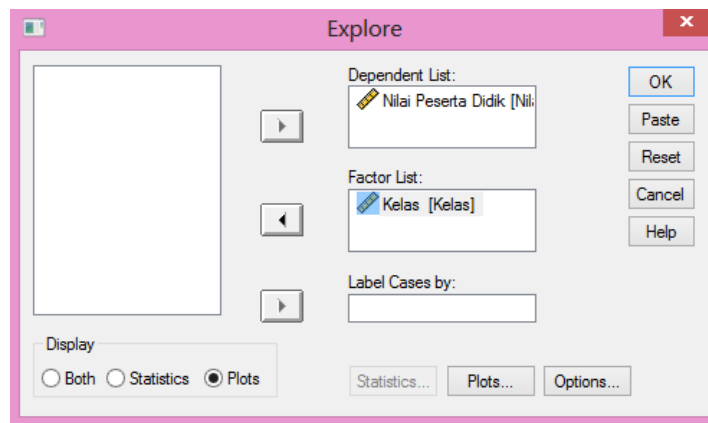 Explore
Dependent List:
Nilai Peserta Didik [Nil
Factor List:
Kelas [Kelas]
Label Cases by:
OK
Paste
Reset
Cancel
Help
Display
Both Statistics Plots
Statistics... Plots... Options...